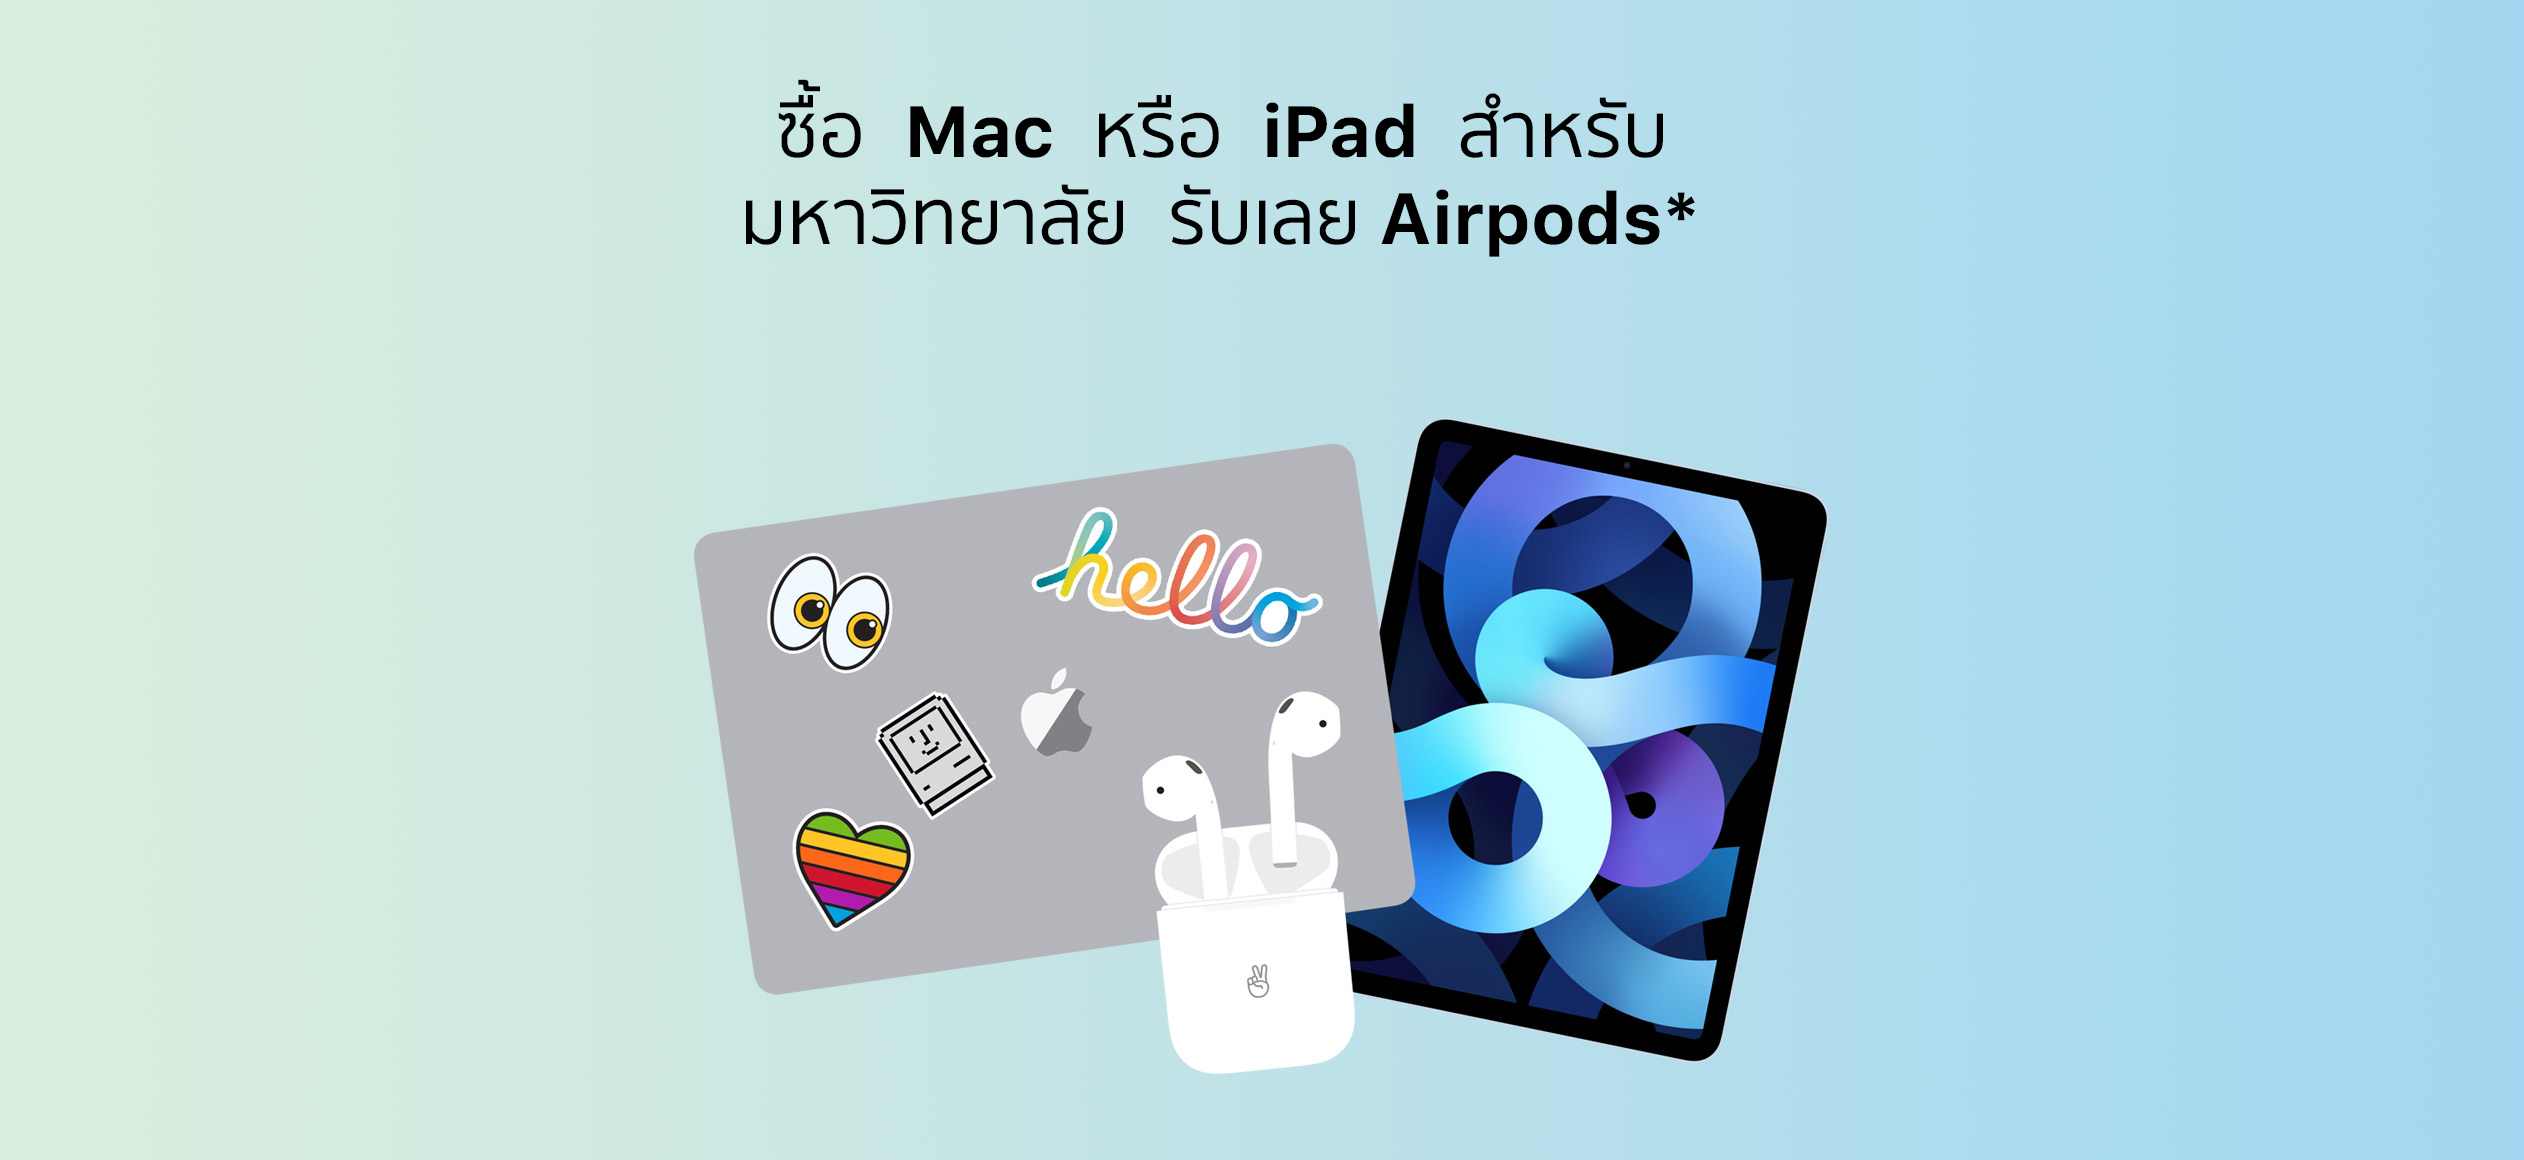 ซื้อ Mac หรือ iPad สำหรับ
มหาวิทยาลัย รับเลย Airpods*
hello